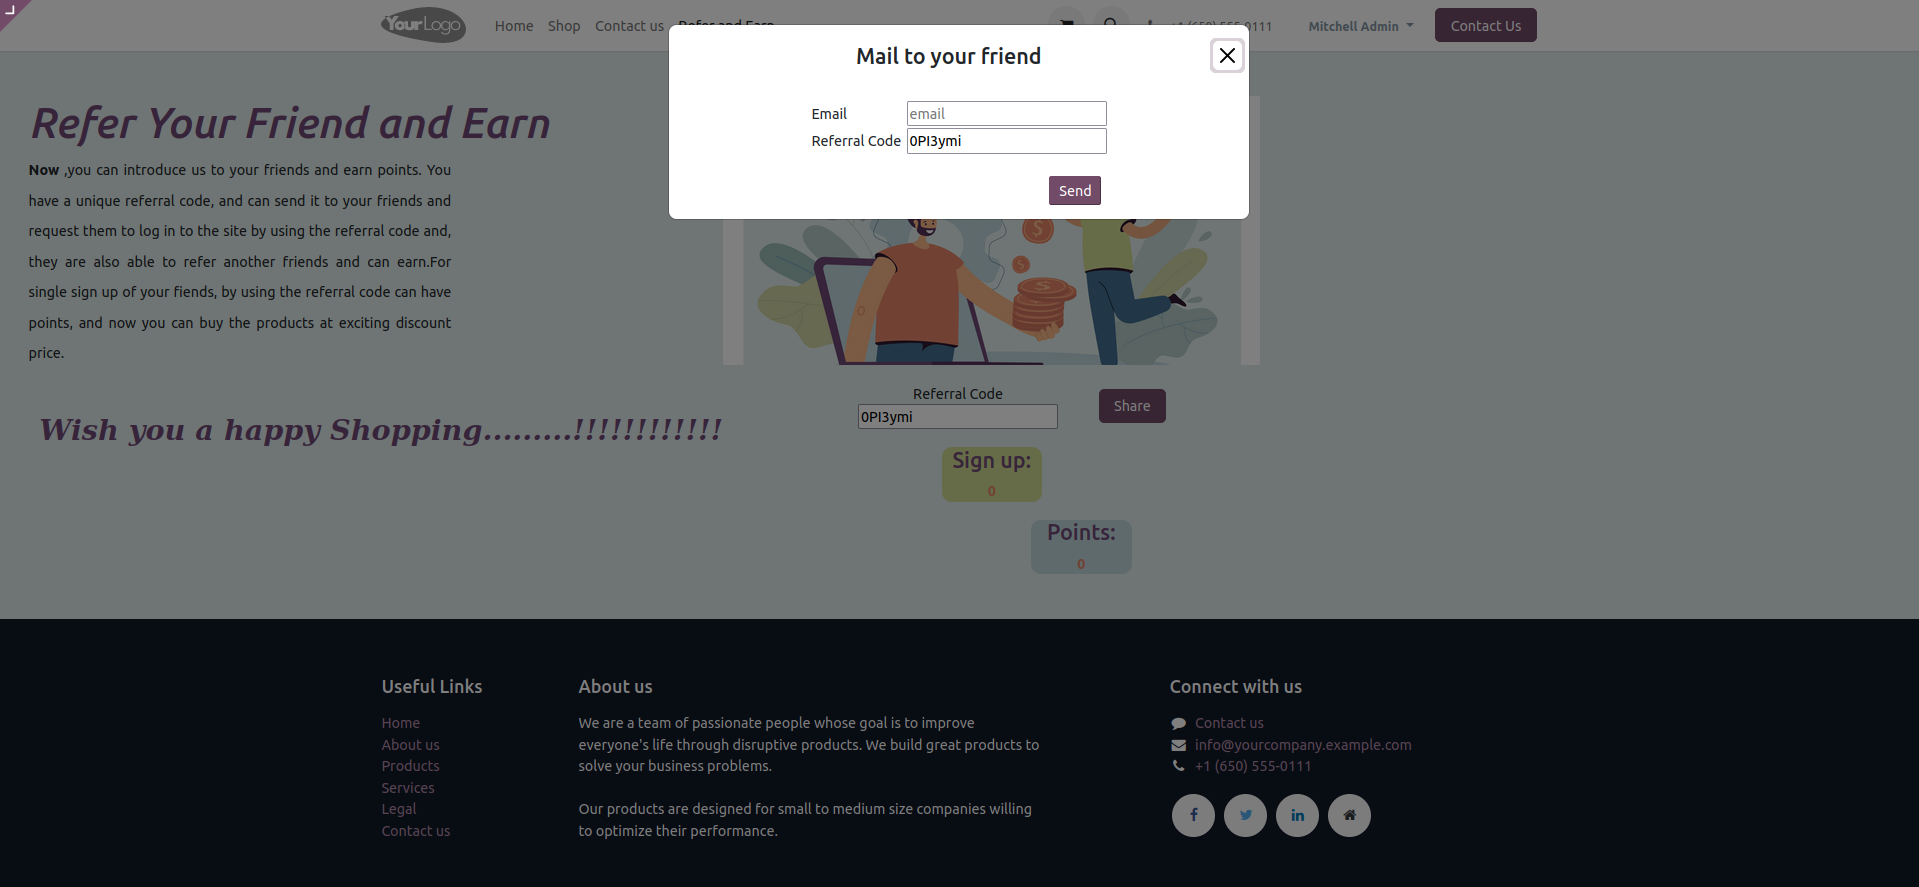 YourLogo
Home Shop Contact us Refer and Earn +1 (650) 555-0111 Mitchell Admin Contact Us
Mail to your friend
Email email
Referral Code 0PI3ymi
Send
Refer Your Friend and Earn
Now ,you can introduce us to your friends and earn points. You
have a unique referral code, and can send it to your friends and
request them to log in to the site by using the referral code and,
they are also able to refer another friends and can earn.For
single sign up of your fiends, by using the referral code can have
points, and now you can buy the products at exciting discount
price.
Wish you a happy Shopping.........!!!!!!!!!!!!
Referral Code
0PI3ymi
Share
Sign up:
0
Points:
0
Useful Links
Home
About us
Products
Services
Legal
Contact us
About us
We are a team of passionate people whose goal is to improve
everyone's life through disruptive products. We build great products to
solve your business problems.
Our products are designed for small to medium size companies willing
to optimize their performance.
Connect with us
Contact us
info@yourcompany.example.com
+1 (650) 555-0111